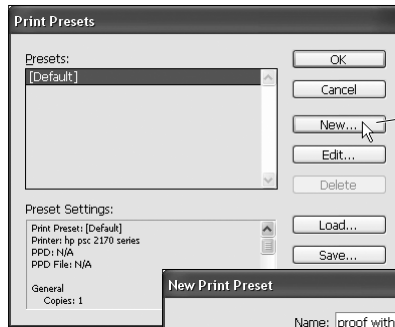 Print Presets
Presets:
[Default]
OK
Cancel
New...
Edit...
Delete
Preset Settings:
Print Preset: [Default]
Printer: hp psc 2170 series
PPD: N/A
PPD File: N/A
General
Copies: 1
Load...
Save...
New Print Preset
Name: proof with